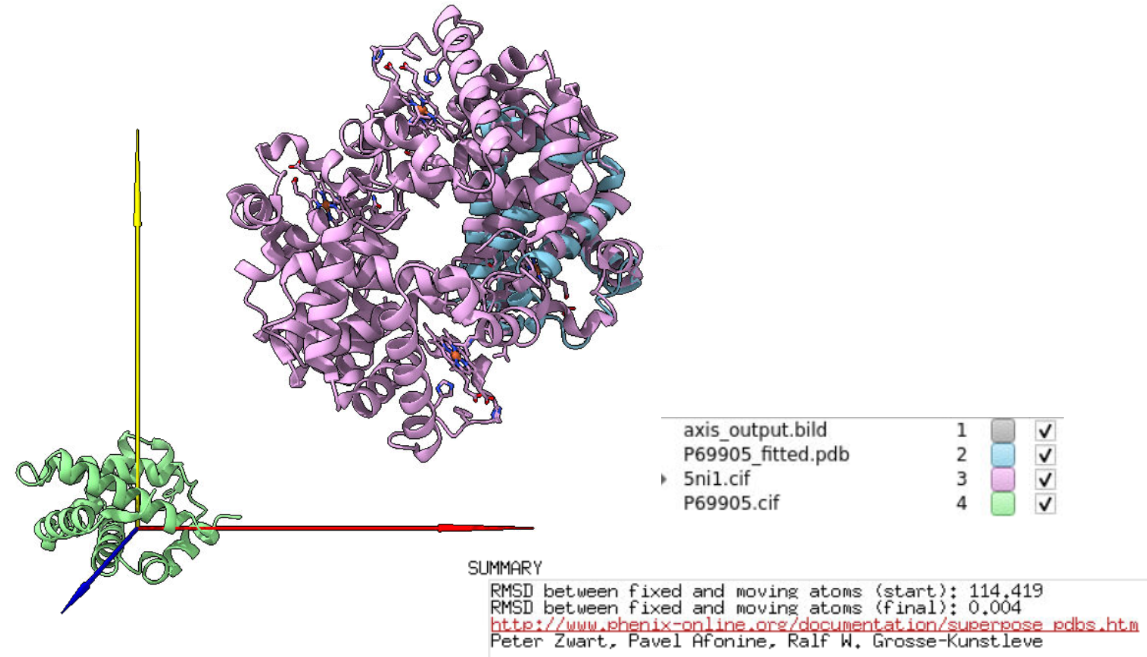 axis_output.bild 1
P69905_fitted.pdb 2
5ni1.cif 3
P69905.cif 4
SUMMARY
RMSD between fixed and moving atoms (start): 114.419
RMSD between fixed and moving atoms (final): 0.004
http://www.phenix-online.org/documentation/superpose_pdbs.htm
Peter Zwart, Pavel Afonine, Ralf W. Grosse-Kunstleve